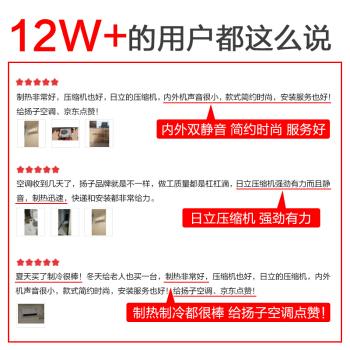 12W+的用户都这么说
制热非常好，压缩机也好，日立的压缩机，内外机声音很小，款式简约时尚，安装服务也好！
给扬子空调、京东点赞！
内外双静音 简约时尚 服务好
空调收到几天了，扬子品牌就是不一样，做工质量都是杠杠滴，日立压缩机强劲有力而且静
音，制热迅速，快递和安装都非常给力。
日立压缩机 强劲有力
夏天买了制冷很棒！冬天给老人也买一台，制热非常好，压缩机也好，日立的压缩机，内外
机声音很小，款式简约时尚，安装服务也好！给扬子空调、京东点赞！
制热制冷都很棒 给扬子空调点赞！